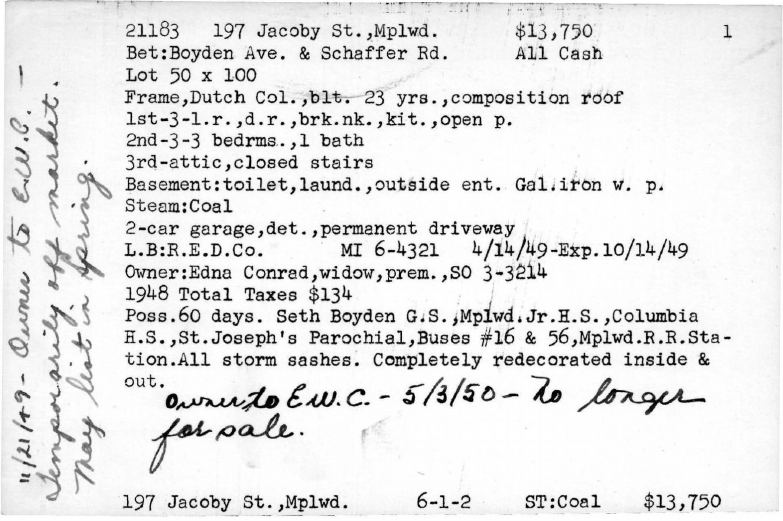 21183 197 Jacoby St.,Mplwd. $13,750 1
Bet:Boyden Ave. & Schaffer Rd. All Cash
Lot 50 x 100
Frame,Dutch Col.,blt. 23 yrs.,composition roof
1st-3-l.r.,d.r.,brk.nk.,kit.,open p.
2nd-3-3 bedrms.,1 bath
3rd-attic,closed stairs
Basement:toilet,laund.,outside ent. Gal.iron w. p.
Steam:Coal
2-car garage,det.,permanent driveway
L.B:R.E.D.Co. MI 6-4321 4/14/49-Exp.10/14/49
Owner:Edna Conrad,widow,prem.,SO 3-3214
1948 Total Taxes $134
Poss.60 days. Seth Boyden G.S.,Mplwd.Jr.H.S.,Columbia
H.S.,St.Joseph's Parochial,Buses #16 & 56,Mplwd.R.R.Sta-
tion.All storm sashes. Completely redecorated inside &
out.
Owner to E.W.C. - 5/3/50 - No longer
for sale.
197 Jacoby St.,Mplwd. 6-1-2 ST:Coal $13,750
11/21/49 - Owner to E.W.C. -
Temporarily off market.
May list in Spring.